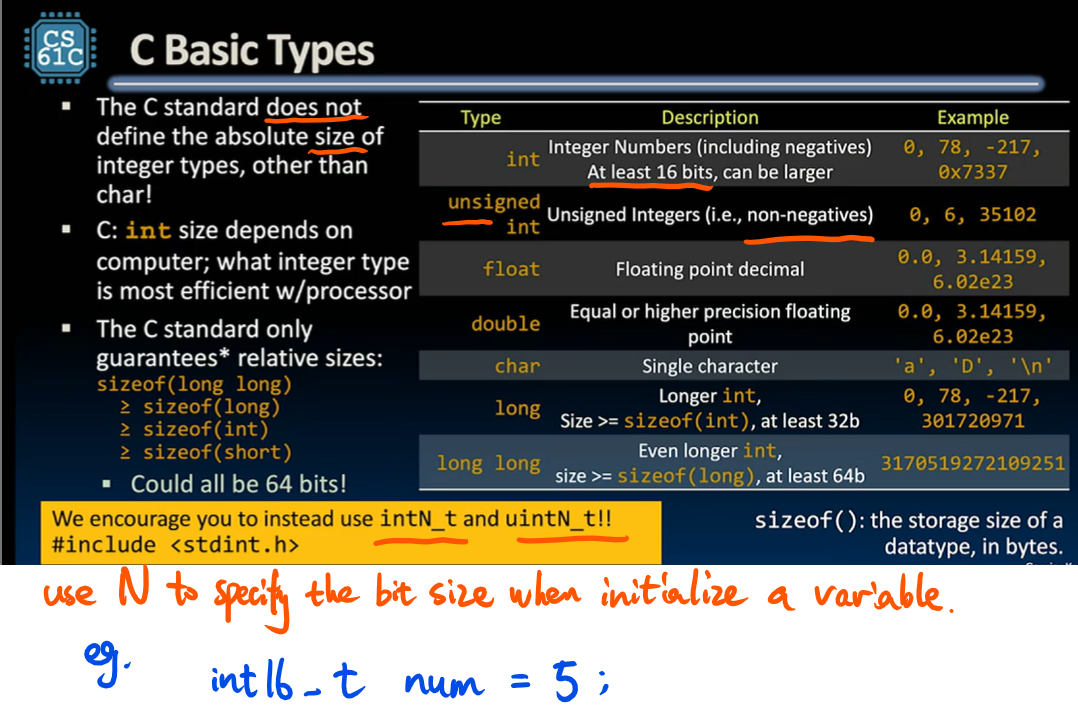 CS
61C
C Basic Types
▪ The C standard does not
define the absolute size of
integer types, other than
char!
▪ C: int size depends on
computer; what integer type
is most efficient w/processor
▪ The C standard only
guarantees* relative sizes:
sizeof(long long)
≥ sizeof(long)
≥ sizeof(int)
≥ sizeof(short)
▪ Could all be 64 bits!
Type Description Example
int Integer Numbers (including negatives) At least 16 bits, can be larger 0, 78, -217, 0x7337
unsigned int Unsigned Integers (i.e., non-negatives) 0, 6, 35102
float Floating point decimal 0.0, 3.14159, 6.02e23
double Equal or higher precision floating point 0.0, 3.14159, 6.02e23
char Single character 'a', 'D', '\n'
long Longer int, Size >= sizeof(int), at least 32b 0, 78, -217, 301720971
long long Even longer int, size >= sizeof(long), at least 64b 3170519272109251
We encourage you to instead use intN_t and uintN_t!!
#include <stdint.h>
sizeof(): the storage size of a
datatype, in bytes.
use N to specify the bit size when initialize a variable.
eg.
int16_t num = 5;